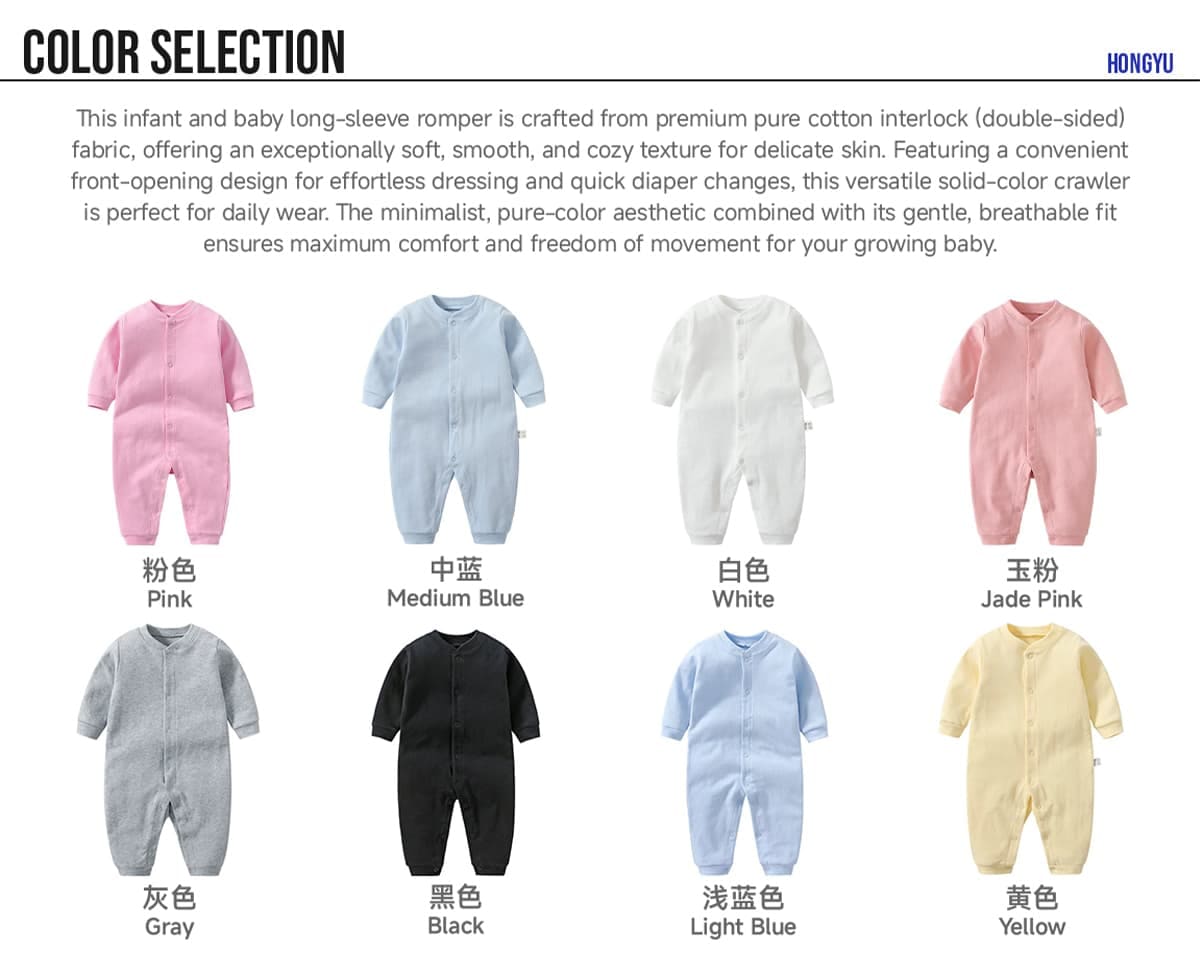 COLOR SELECTION
HONGYU
This infant and baby long-sleeve romper is crafted from premium pure cotton interlock (double-sided)
fabric, offering an exceptionally soft, smooth, and cozy texture for delicate skin. Featuring a convenient
front-opening design for effortless dressing and quick diaper changes, this versatile solid-color crawler
is perfect for daily wear. The minimalist, pure-color aesthetic combined with its gentle, breathable fit
ensures maximum comfort and freedom of movement for your growing baby.
粉色
Pink
中蓝
Medium Blue
白色
White
玉粉
Jade Pink
灰色
Gray
黑色
Black
浅蓝色
Light Blue
黄色
Yellow